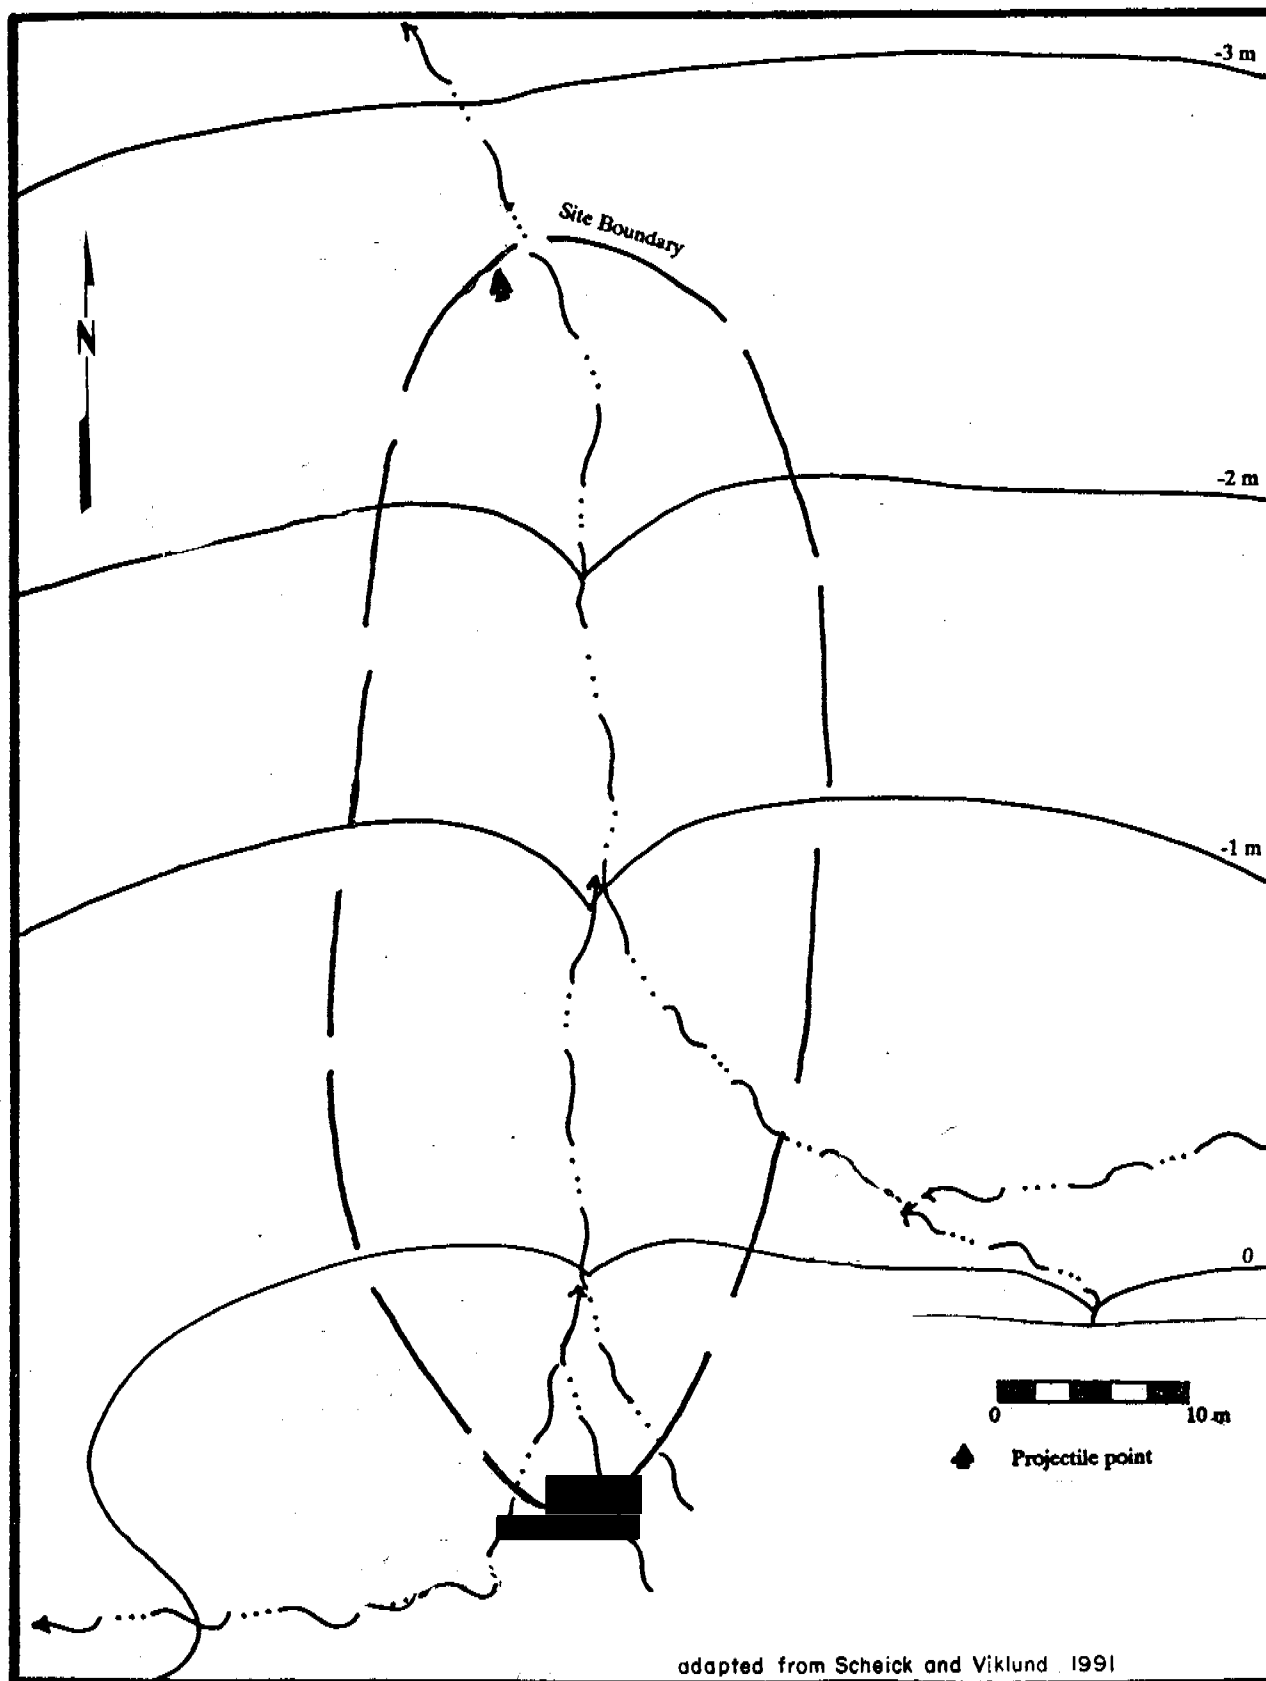 -3 m
Site Boundary
N
-2 m
-1 m
0
0 10 m
Projectile point
adapted from Scheick and Viklund 1991